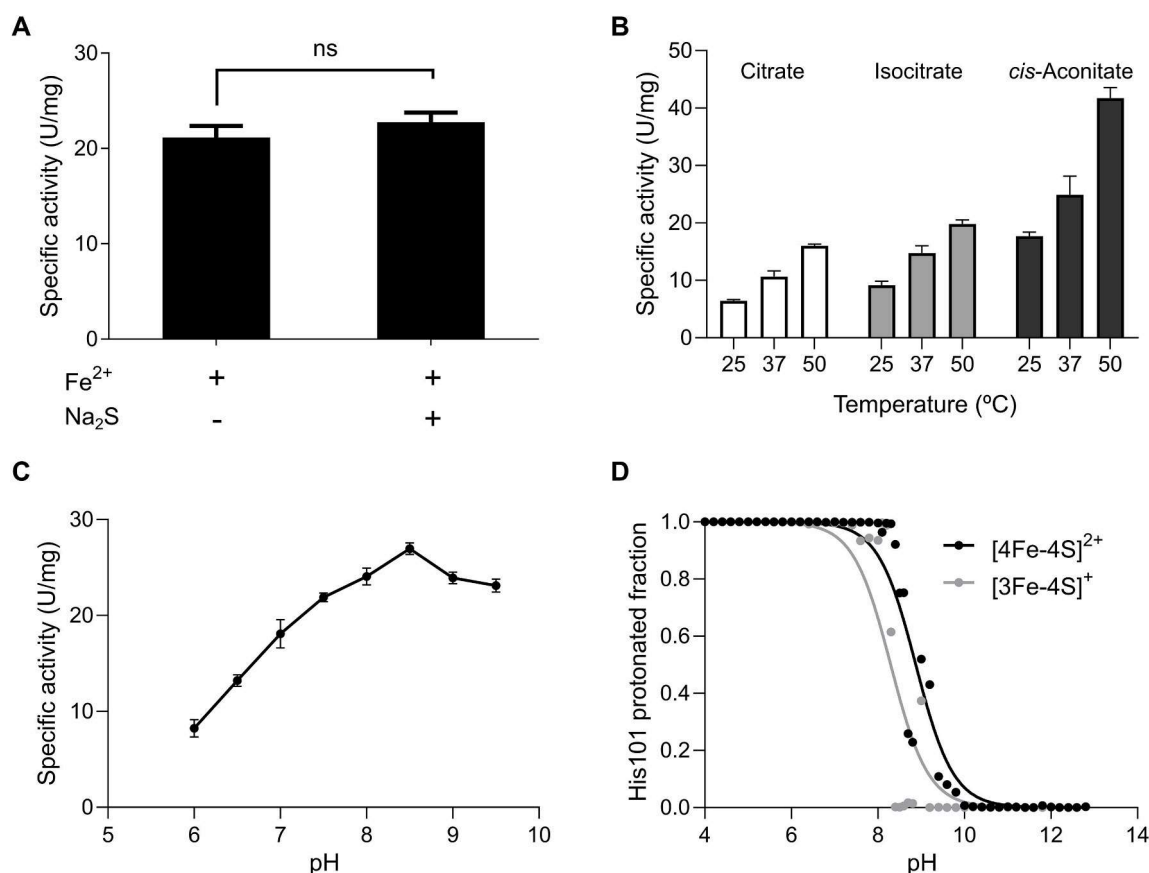 A
ns
Specific activity (U/mg)
30
20
10
0
Fe²⁺ + +
Na₂S - +
B
Specific activity (U/mg)
50
40
30
20
10
0
Citrate Isocitrate cis-Aconitate
25 37 50 25 37 50 25 37 50
Temperature (ºC)
C
Specific activity (U/mg)
30
20
10
0
5 6 7 8 9 10
pH
D
His101 protonated fraction
1.0
0.8
0.6
0.4
0.2
0.0
[4Fe-4S]²⁺
[3Fe-4S]⁺
4 6 8 10 12 14
pH